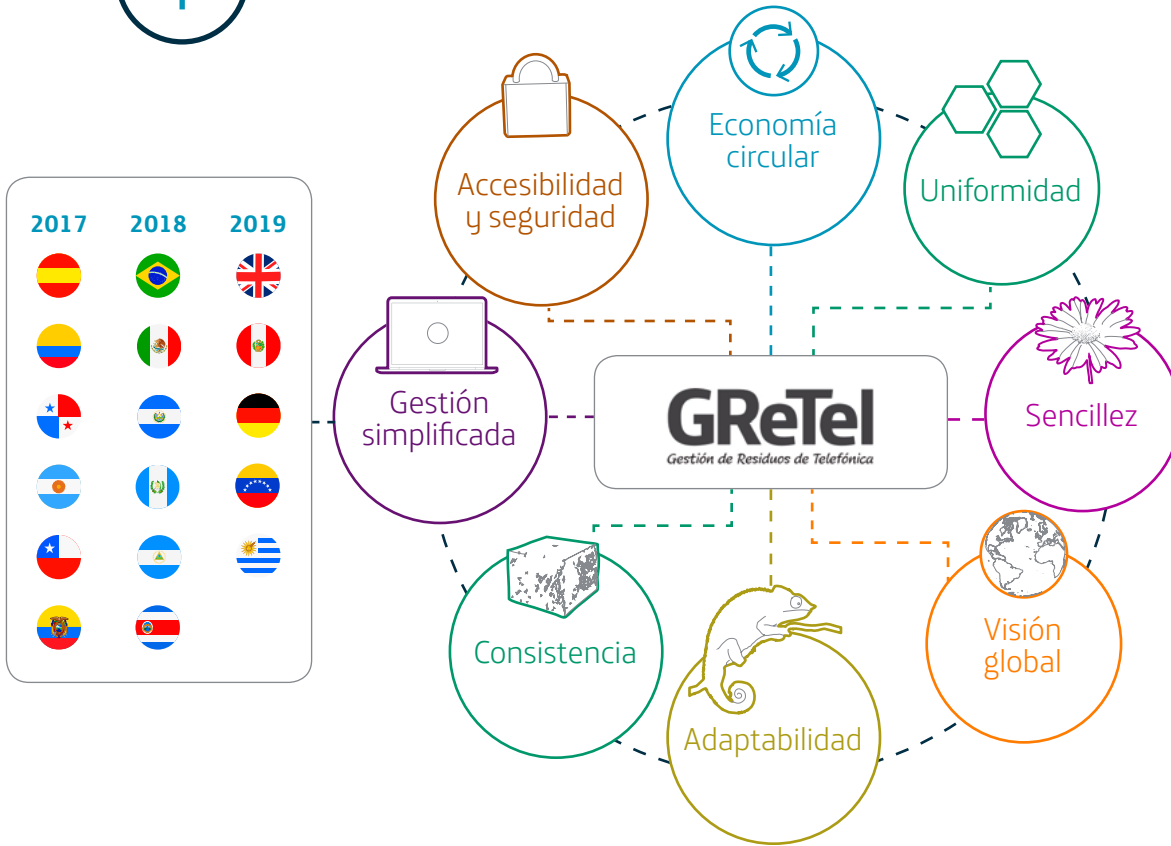 Economía
circular
Accesibilidad
y seguridad
Uniformidad
2017 2018 2019
Gestión
simplificada
GReTel
Gestión de Residuos de Telefónica
Sencillez
Consistencia
Visión
global
Adaptabilidad